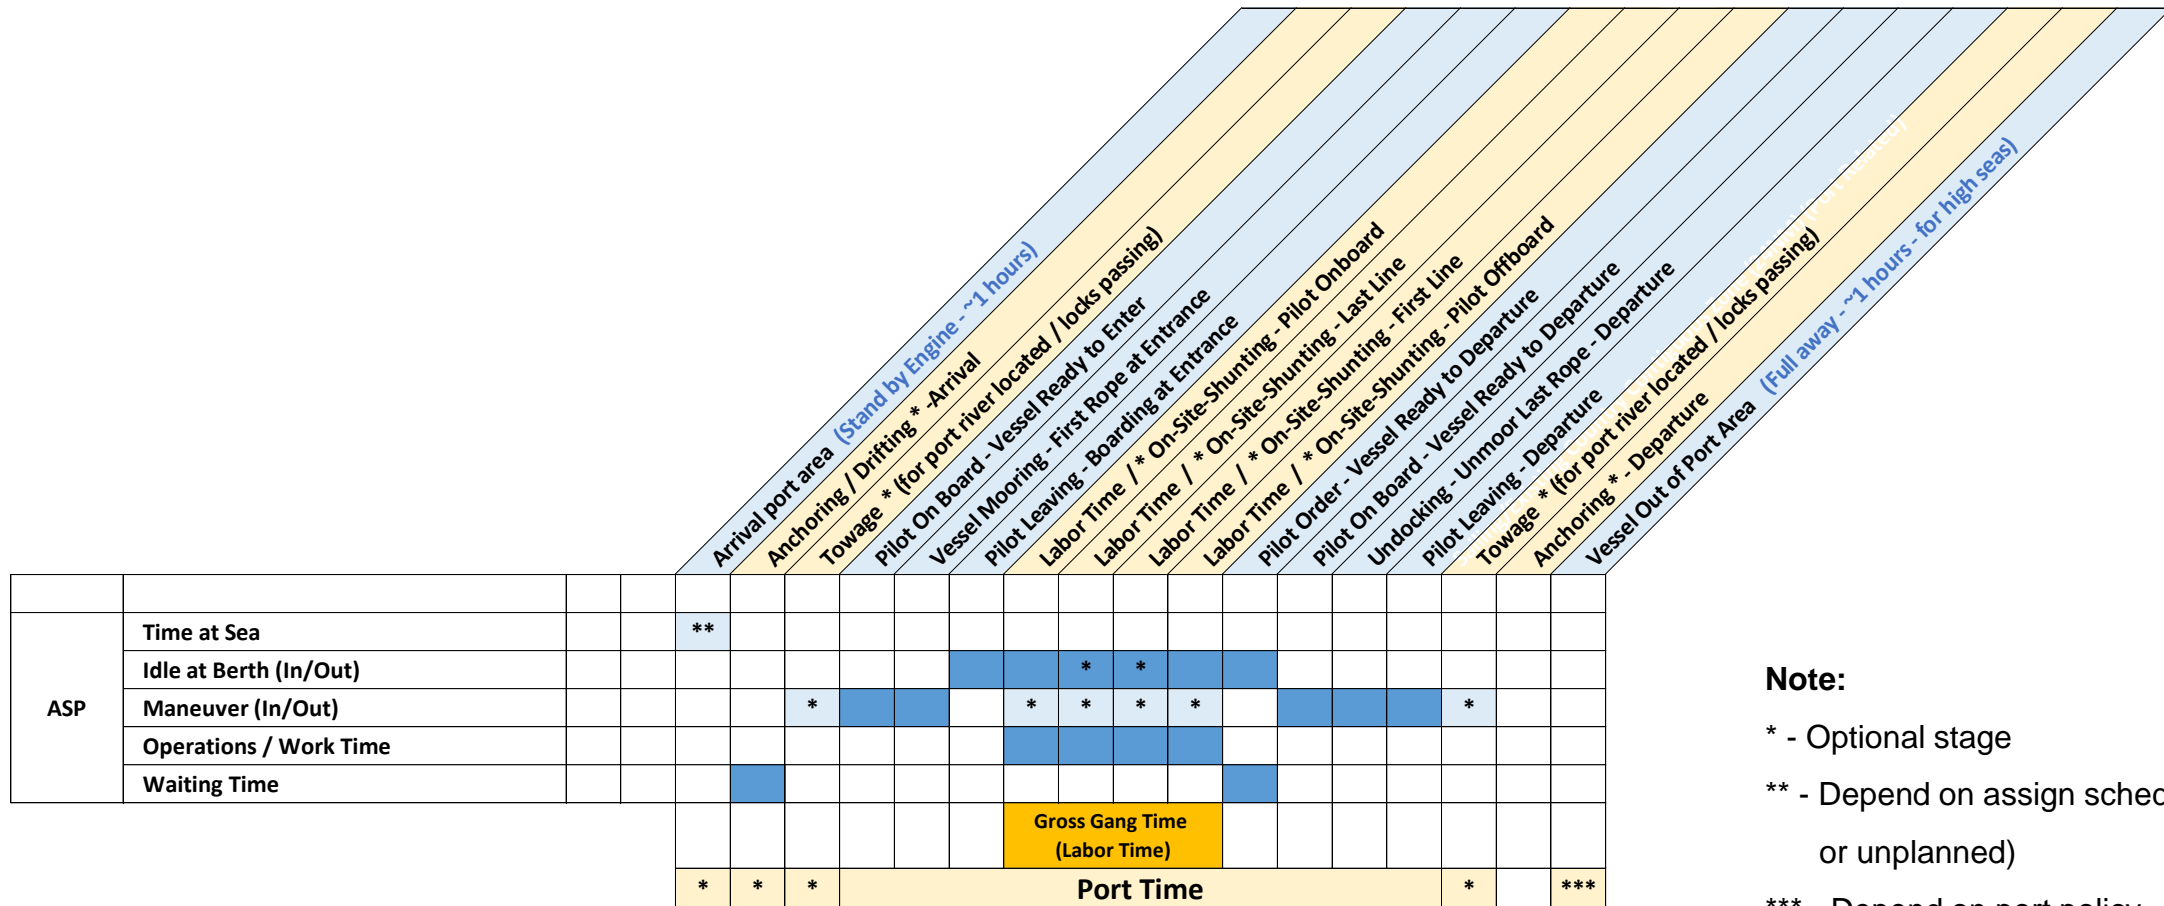 Arrival port area (Stand by Engine - ~1 hours)
Anchoring / Drifting * -Arrival
Towage * (for port river located / locks passing)
Pilot On Board - Vessel Ready to Enter
Vessel Mooring - First Rope at Entrance
Pilot Leaving - Boarding at Entrance
Labor Time / * On-Site-Shunting - Pilot Onboard
Labor Time / * On-Site-Shunting - Last Line
Labor Time / * On-Site-Shunting - First Line
Labor Time / * On-Site-Shunting - Pilot Offboard
Pilot Order - Vessel Ready to Departure
Pilot On Board - Vessel Ready to Departure
Undocking - Unmoor Last Rope - Departure
Pilot Leaving - Departure
Towage * (for port river located / locks passing)
Anchoring * - Departure
Vessel Out of Port Area (Full away - ~1 hours - for high seas)
ASP
Time at Sea **
Idle at Berth (In/Out) * *
Maneuver (In/Out) * * * * * *
Operations / Work Time
Waiting Time
Gross Gang Time
(Labor Time)
* * * Port Time * ***
Note:
* - Optional stage
** - Depend on assign sched
or unplanned)
*** - Depend on port policy